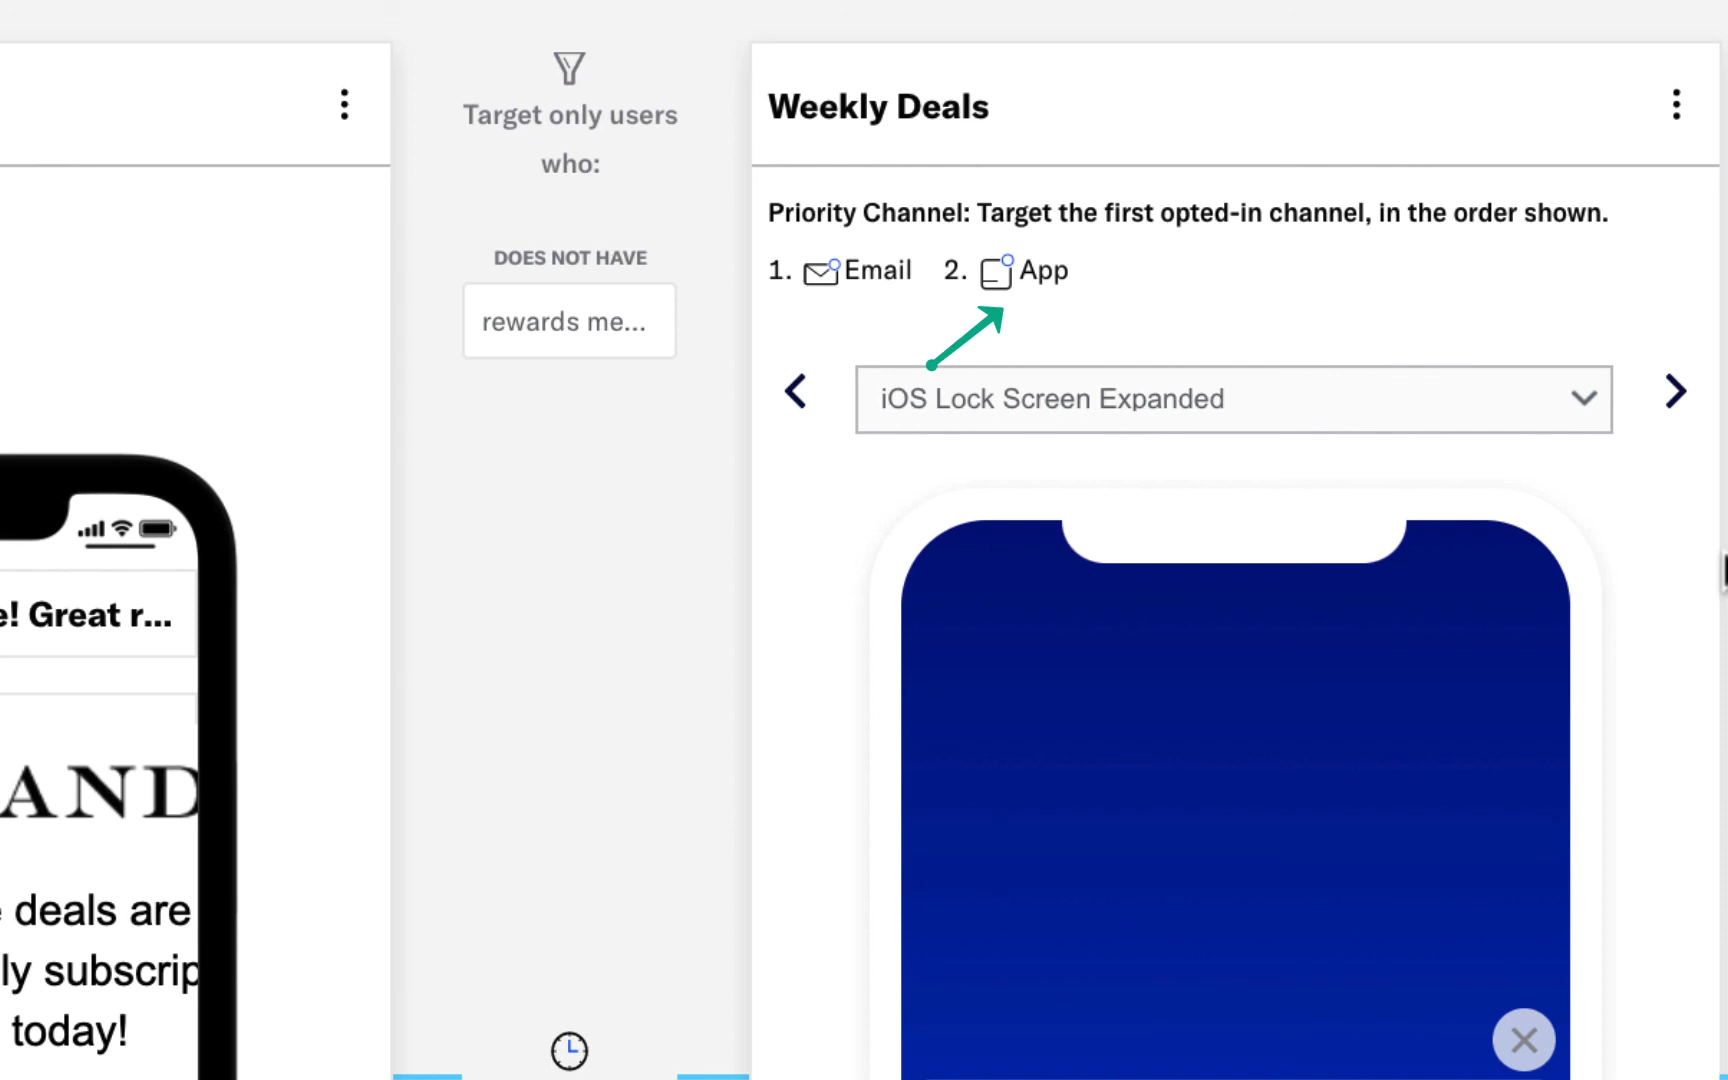 Target only users
who:
DOES NOT HAVE
rewards me...
Weekly Deals
Priority Channel: Target the first opted-in channel, in the order shown.
1. Email 2. App
iOS Lock Screen Expanded
e! Great r...
AND
deals are
ly subscrip
today!